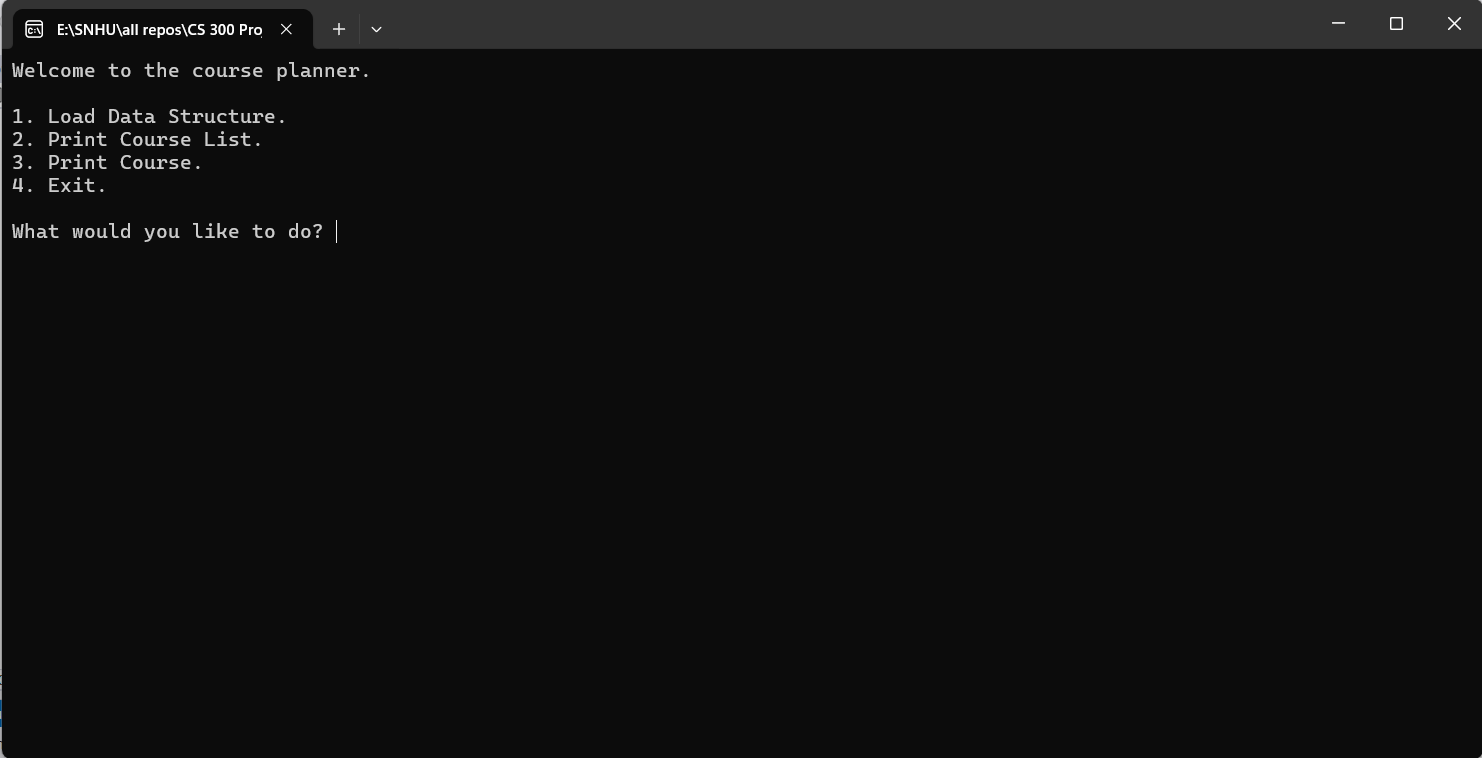 E:\SNHU\all repos\CS 300 Pro
Welcome to the course planner.
1. Load Data Structure.
2. Print Course List.
3. Print Course.
4. Exit.
What would you like to do?